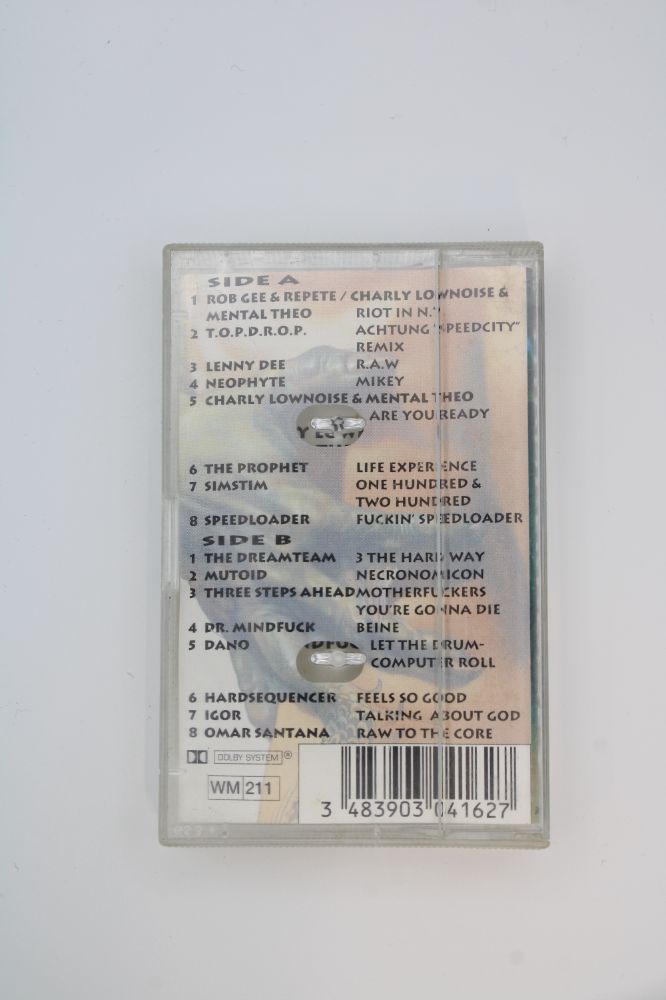 SIDE A
1 ROB GEE & REPETE / CHARLY LOWNOISE &
MENTAL THEO RIOT IN N.Y.
2 T.O.P.D.R.O.P. ACHTUNG "SPEEDCITY"
REMIX
3 LENNY DEE R.A.W
4 NEOPHYTE MIKEY
5 CHARLY LOWNOISE & MENTAL THEO
ARE YOU READY
6 THE PROPHET LIFE EXPERIENCE
7 SIMSTIM ONE HUNDRED &
TWO HUNDRED
8 SPEEDLOADER FUCKIN' SPEEDLOADER
SIDE B
1 THE DREAMTEAM 3 THE HARD WAY
2 MUTOID NECRONOMICON
3 THREE STEPS AHEAD MOTHERFUCKERS
YOU'RE GONNA DIE
4 DR. MINDFUCK BEINE
5 DANO LET THE DRUM-
COMPUTER ROLL
6 HARDSEQUENCER FEELS SO GOOD
7 IGOR TALKING ABOUT GOD
8 OMAR SANTANA RAW TO THE CORE
DOLBY SYSTEM ®
WM 211
3 483903 041627